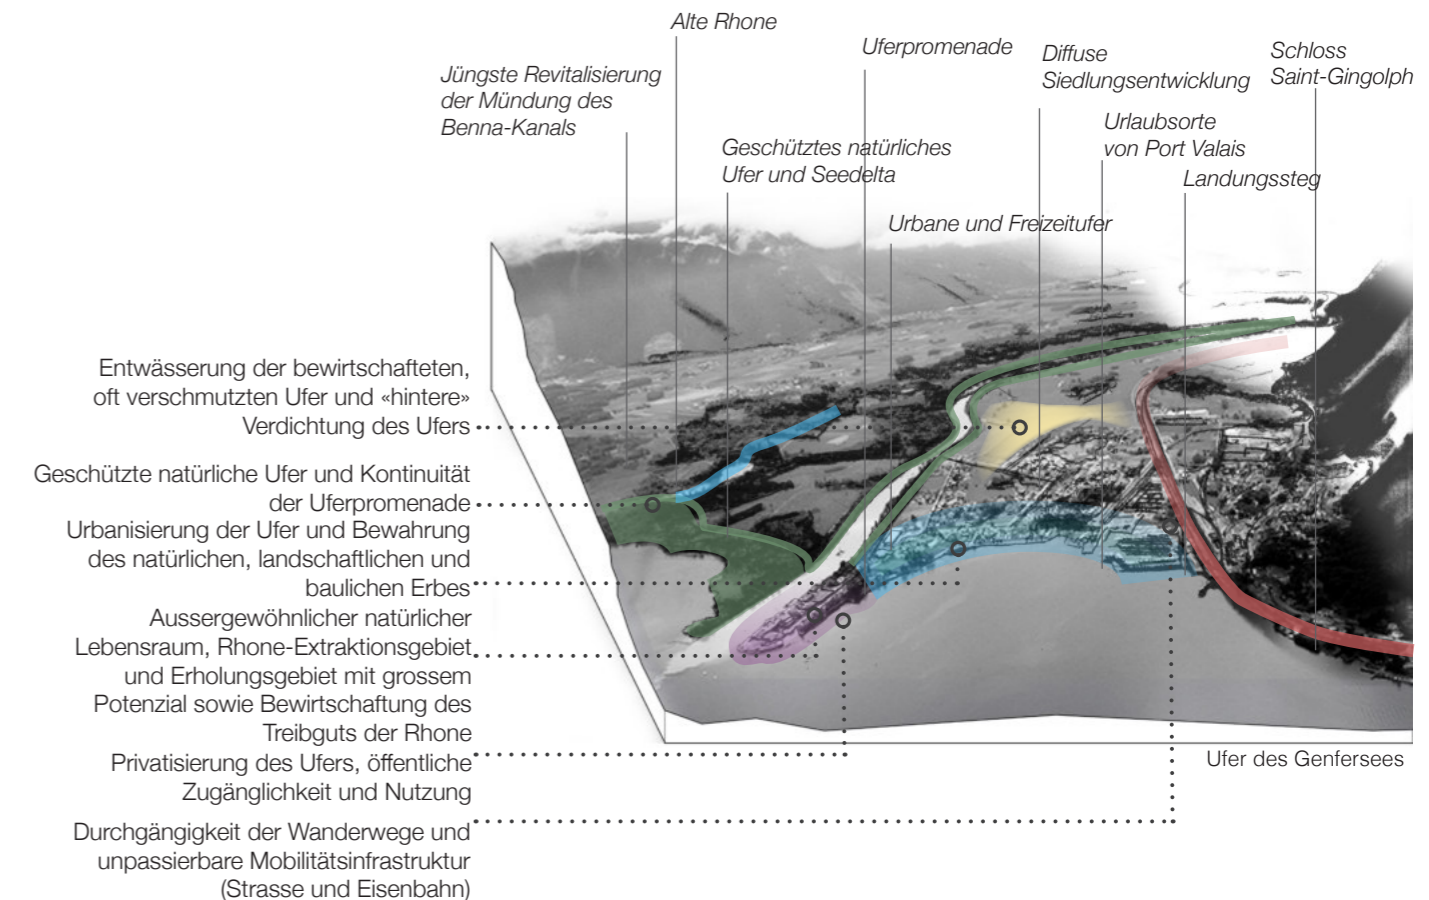 Alte Rhone
Uferpromenade
Diffuse
Siedlungsentwicklung
Schloss
Saint-Gingolph
Jüngste Revitalisierung
der Mündung des
Benna-Kanals
Urlaubsorte
von Port Valais
Geschütztes natürliches
Ufer und Seedelta
Landungssteg
Urbane und Freizeitufer
Entwässerung der bewirtschafteten,
oft verschmutzten Ufer und «hintere»
Verdichtung des Ufers
Geschützte natürliche Ufer und Kontinuität
der Uferpromenade
Urbanisierung der Ufer und Bewahrung
des natürlichen, landschaftlichen und
baulichen Erbes
Aussergewöhnlicher natürlicher
Lebensraum, Rhone-Extraktionsgebiet
und Erholungsgebiet mit grossem
Potenzial sowie Bewirtschaftung des
Treibguts der Rhone
Privatisierung des Ufers, öffentliche
Zugänglichkeit und Nutzung
Durchgängigkeit der Wanderwege und
unpassierbare Mobilitätsinfrastruktur
(Strasse und Eisenbahn)
Ufer des Genfersees